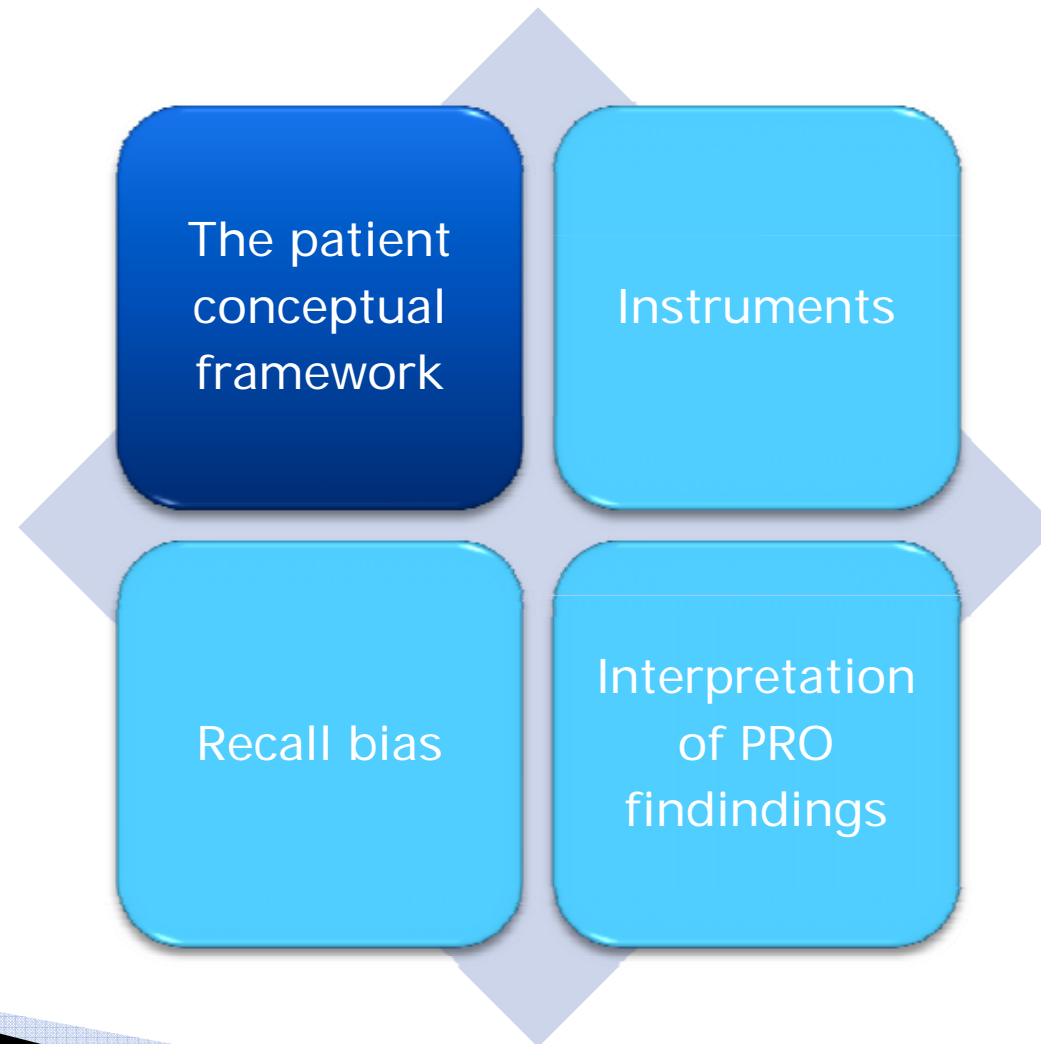 The patient
conceptual
framework
Instruments
Recall bias
Interpretation
of PRO
findindings